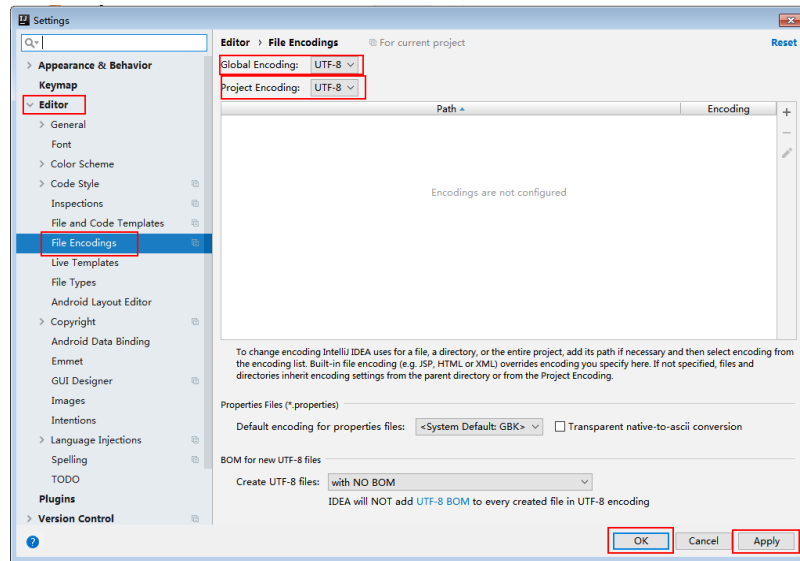 Settings
Editor › File Encodings For current project Reset
Appearance & Behavior
Keymap
Editor
General
Font
Color Scheme
Code Style
Inspections
File and Code Templates
File Encodings
Live Templates
File Types
Android Layout Editor
Copyright
Android Data Binding
Emmet
GUI Designer
Images
Intentions
Language Injections
Spelling
TODO
Plugins
Version Control
Global Encoding: UTF-8
Project Encoding: UTF-8
Path Encoding
Encodings are not configured
To change encoding IntelliJ IDEA uses for a file, a directory, or the entire project, add its path if necessary and then select encoding from
the encoding list. Built-in file encoding (e.g. JSP, HTML or XML) overrides encoding you specify here. If not specified, files and
directories inherit encoding settings from the parent directory or from the Project Encoding.
Properties Files (*.properties)
Default encoding for properties files: <System Default: GBK> Transparent native-to-ascii conversion
BOM for new UTF-8 files
Create UTF-8 files: with NO BOM
IDEA will NOT add UTF-8 BOM to every created file in UTF-8 encoding
? OK Cancel Apply